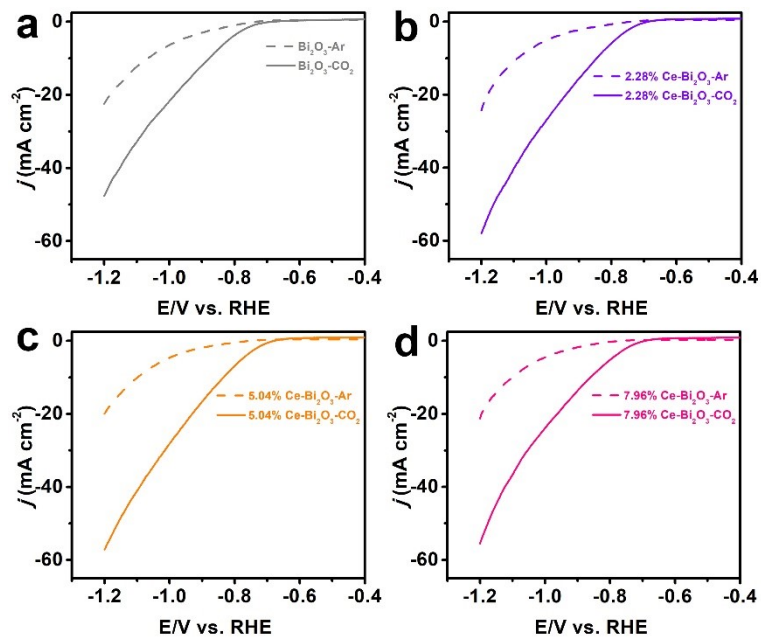 a
0
-20
-40
-60
j (mA cm⁻²)
Bi₂O₃-Ar
Bi₂O₃-CO₂
-1.2 -1.0 -0.8 -0.6 -0.4
E/V vs. RHE
b
0
-20
-40
-60
j (mA cm⁻²)
2.28% Ce-Bi₂O₃-Ar
2.28% Ce-Bi₂O₃-CO₂
-1.2 -1.0 -0.8 -0.6 -0.4
E/V vs. RHE
c
0
-20
-40
-60
j (mA cm⁻²)
5.04% Ce-Bi₂O₃-Ar
5.04% Ce-Bi₂O₃-CO₂
-1.2 -1.0 -0.8 -0.6 -0.4
E/V vs. RHE
d
0
-20
-40
-60
j (mA cm⁻²)
7.96% Ce-Bi₂O₃-Ar
7.96% Ce-Bi₂O₃-CO₂
-1.2 -1.0 -0.8 -0.6 -0.4
E/V vs. RHE